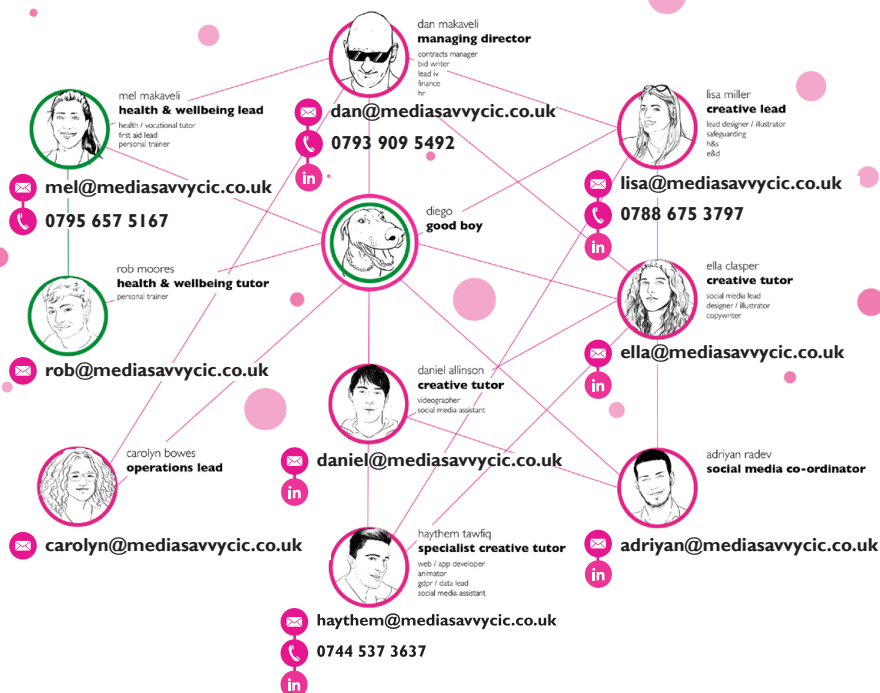 dan makaveli
managing director
contracts manager
bid writer
lead iv
finance
hr
dan@mediasavvycic.co.uk
0793 909 5492
in
mel makaveli
health & wellbeing lead
health / vocational tutor
first aid lead
personal trainer
mel@mediasavvycic.co.uk
0795 657 5167
lisa miller
creative lead
lead designer / illustrator
safeguarding
h&s
e&d
lisa@mediasavvycic.co.uk
0788 675 3797
in
diego
good boy
rob moores
health & wellbeing tutor
personal trainer
rob@mediasavvycic.co.uk
ella clasper
creative tutor
social media lead
designer / illustrator
copywriter
ella@mediasavvycic.co.uk
in
daniel allinson
creative tutor
videographer
social media assistant
daniel@mediasavvycic.co.uk
in
carolyn bowes
operations lead
carolyn@mediasavvycic.co.uk
adriyan radev
social media co-ordinator
adriyan@mediasavvycic.co.uk
in
haythem tawfiq
specialist creative tutor
web / app developer
animator
gdpr / data lead
social media assistant
haythem@mediasavvycic.co.uk
0744 537 3637
in